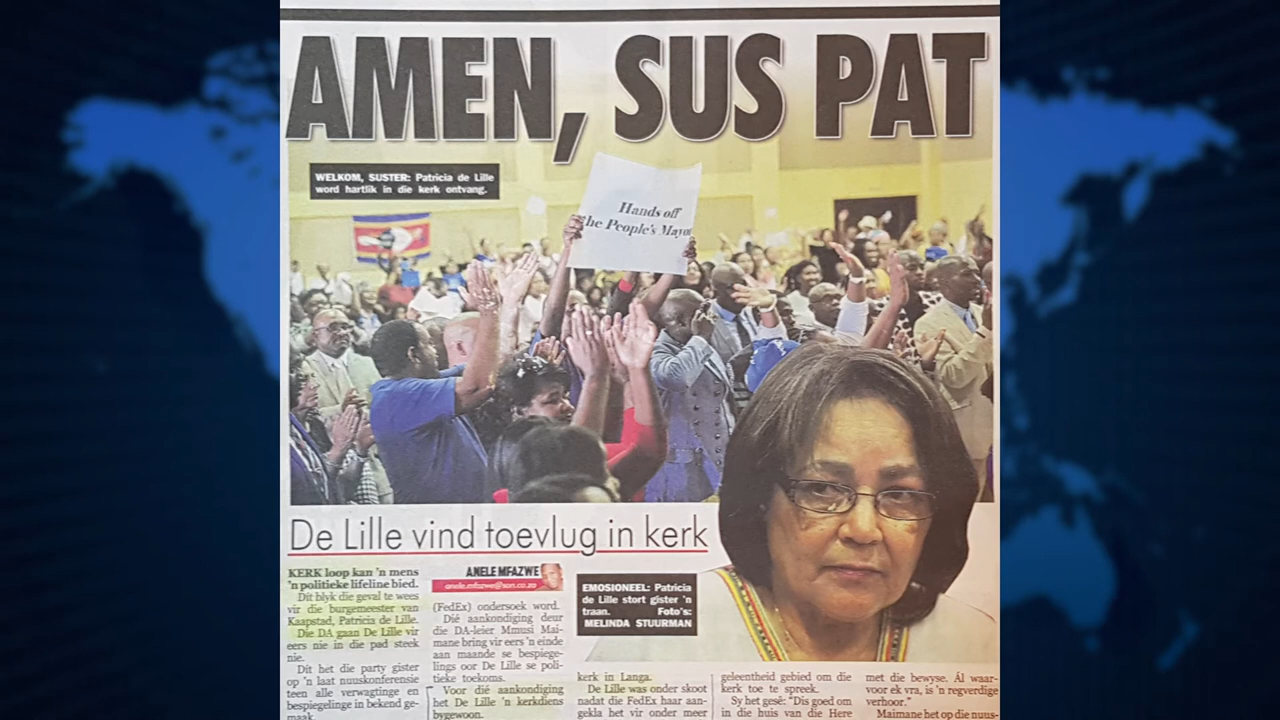 AMEN, SUS PAT
WELKOM, SUSTER: Patricia de Lille
word hartlik in die kerk ontvang.
Hands off
the People's Mayor
De Lille vind toevlug in kerk
KERK loop kan 'n mens
'n politieke lifeline bied.
Dit blyk die geval te wees
vir die burgemeester van
Kaapstad, Patricia de Lille.
Die DA gaan De Lille vir
eers nie in die pad steek
nie.
Dit het die party gister
op 'n laat nuuskonferensie
teen alle verwagtinge en
bespiegelinge in bekend ge-
maak.
ANELE MFAZWE
anele.mfazwe@son.co.za
(FedEx) ondersoek word.
Dié aankondiging deur
die DA-leier Mmusi Mai-
mane bring vir eers 'n einde
aan maande se bespiege-
lings oor De Lille se poli-
tieke toekoms.
Voor dié aankondiging
het De Lille 'n kerkdiens
bygewoon.
EMOSIONEEL: Patricia
de Lille stort gister 'n
traan. Foto's:
MELINDA STUURMAN
kerk in Langa.
De Lille was onder skoot
nadat die FedEx haar aan-
gekla het vir onder meer
geleentheid gebied om die
kerk toe te spreek.
Sy het gesê: "Dis goed om
in die huis van die Here
met die bewyse. Al waar-
voor ek vra, is 'n regverdige
verhoor."
Maimane het op die nuus-